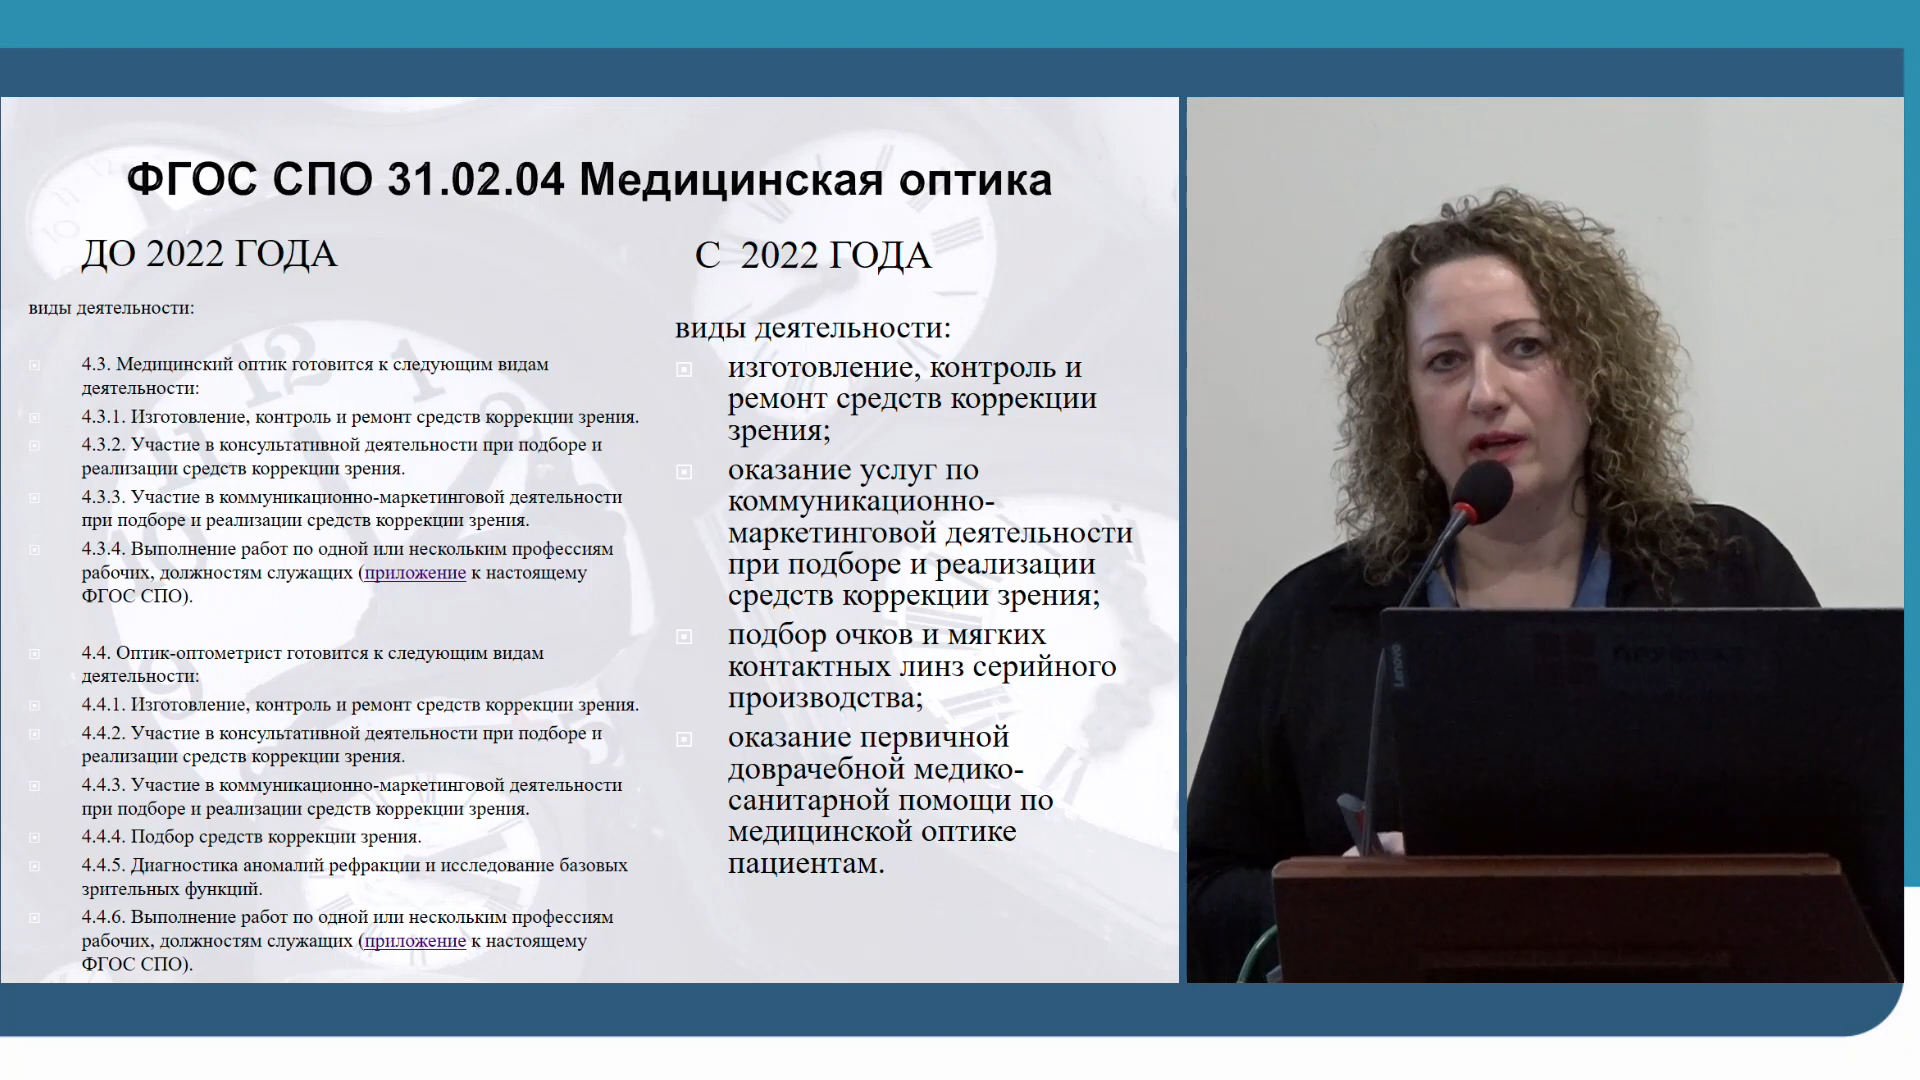 ФГОС СПО 31.02.04 Медицинская оптика
ДО 2022 ГОДА
виды деятельности:
4.3. Медицинский оптик готовится к следующим видам
деятельности:
4.3.1. Изготовление, контроль и ремонт средств коррекции зрения.
4.3.2. Участие в консультативной деятельности при подборе и
реализации средств коррекции зрения.
4.3.3. Участие в коммуникационно-маркетинговой деятельности
при подборе и реализации средств коррекции зрения.
4.3.4. Выполнение работ по одной или нескольким профессиям
рабочих, должностям служащих (приложение к настоящему
ФГОС СПО).
4.4. Оптик-оптометрист готовится к следующим видам
деятельности:
4.4.1. Изготовление, контроль и ремонт средств коррекции зрения.
4.4.2. Участие в консультативной деятельности при подборе и
реализации средств коррекции зрения.
4.4.3. Участие в коммуникационно-маркетинговой деятельности
при подборе и реализации средств коррекции зрения.
4.4.4. Подбор средств коррекции зрения.
4.4.5. Диагностика аномалий рефракции и исследование базовых
зрительных функций.
4.4.6. Выполнение работ по одной или нескольким профессиям
рабочих, должностям служащих (приложение к настоящему
ФГОС СПО).
С 2022 ГОДА
виды деятельности:
изготовление, контроль и
ремонт средств коррекции
зрения;
оказание услуг по
коммуникационно-
маркетинговой деятельности
при подборе и реализации
средств коррекции зрения;
подбор очков и мягких
контактных линз серийного
производства;
оказание первичной
доврачебной медико-
санитарной помощи по
медицинской оптике
пациентам.
Lenovo